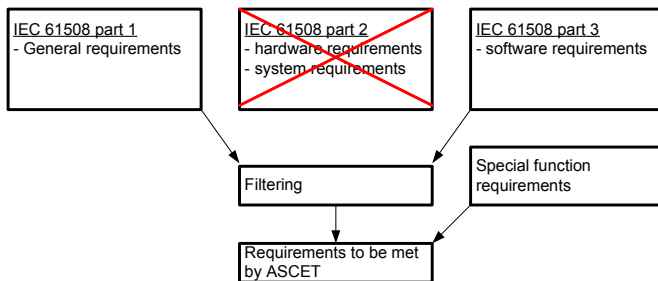 IEC 61508 part 1
- General requirements
IEC 61508 part 2
- hardware requirements
- system requirements
IEC 61508 part 3
- software requirements
Filtering
Special function
requirements
Requirements to be met
by ASCET